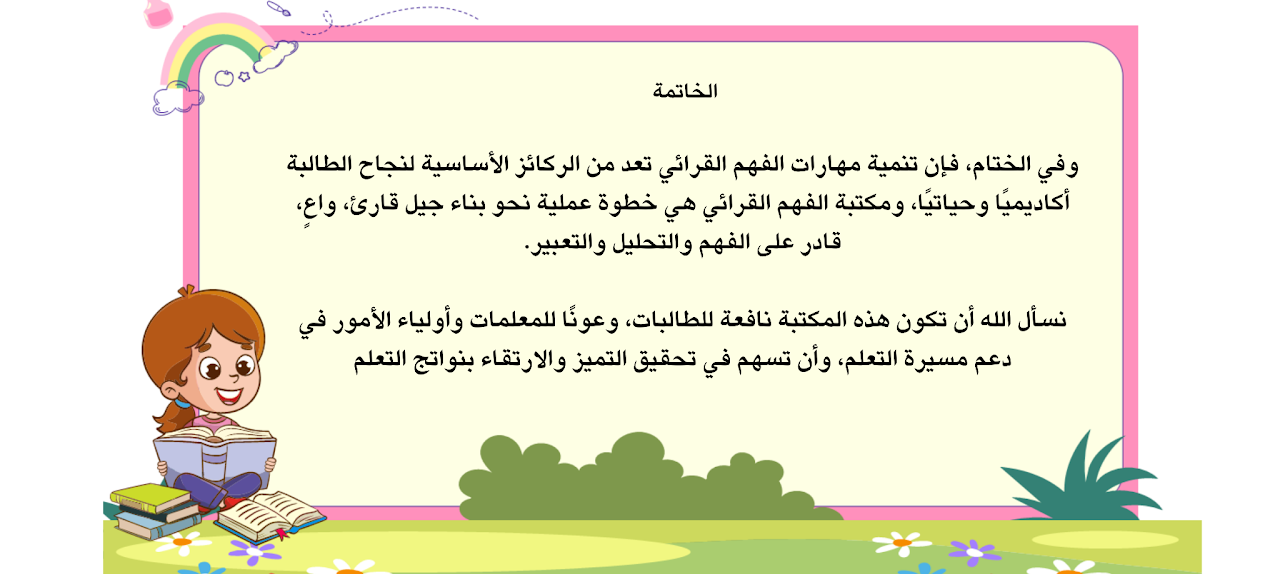 الخاتمة
وفي الختام، فإن تنمية مهارات الفهم القرائي تعد من الركائز الأساسية لنجاح الطالبة
أكاديميًا وحياتيًا، ومكتبة الفهم القرائي هي خطوة عملية نحو بناء جيل قارئ، واعٍ،
قادر على الفهم والتحليل والتعبير.
نسأل الله أن تكون هذه المكتبة نافعة للطالبات، وعونًا للمعلمات وأولياء الأمور في
دعم مسيرة التعلم، وأن تسهم في تحقيق التميز والارتقاء بنواتج التعلم